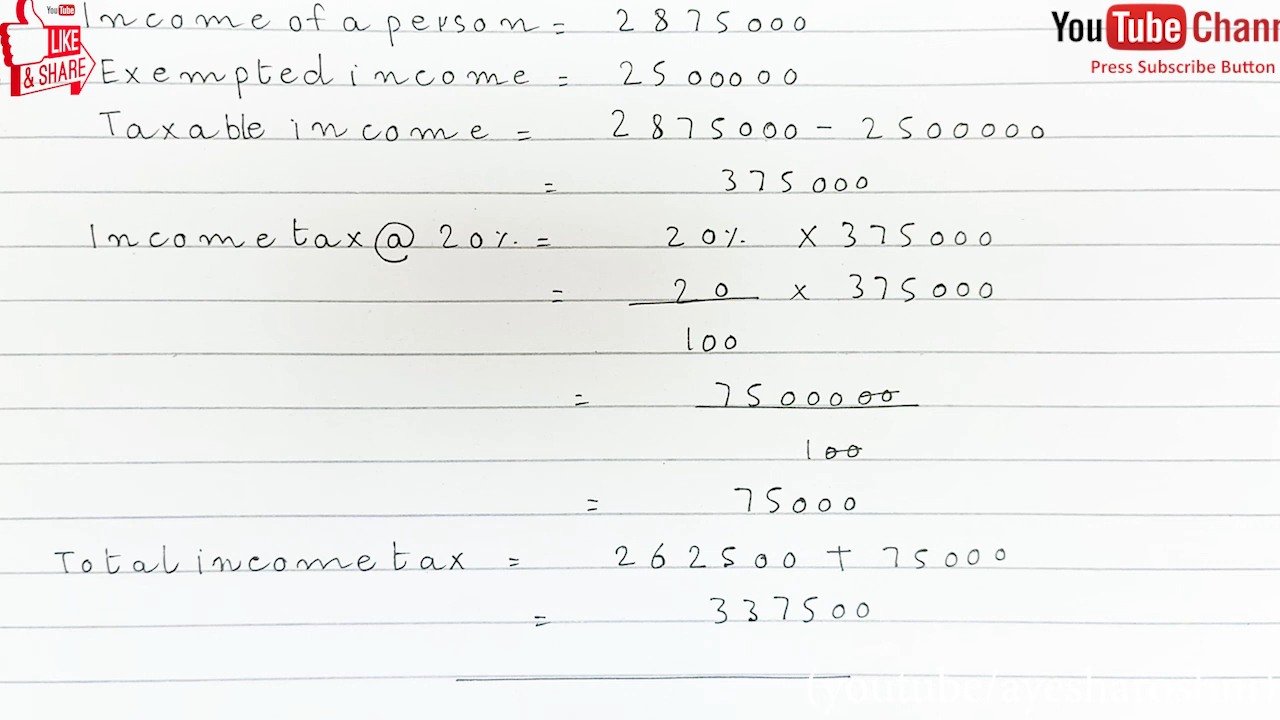 YouTube
LIKE
& SHARE
YouTube Chann
Press Subscribe Button
Income of a person = 2875000
Exempted income = 2500000
Taxable income = 2875000 - 2500000
= 375000
Income tax @ 20% = 20% x 375000
= 20 x 375000
100
= 7500000
100
= 75000
Total income tax = 262500 + 75000
= 337500